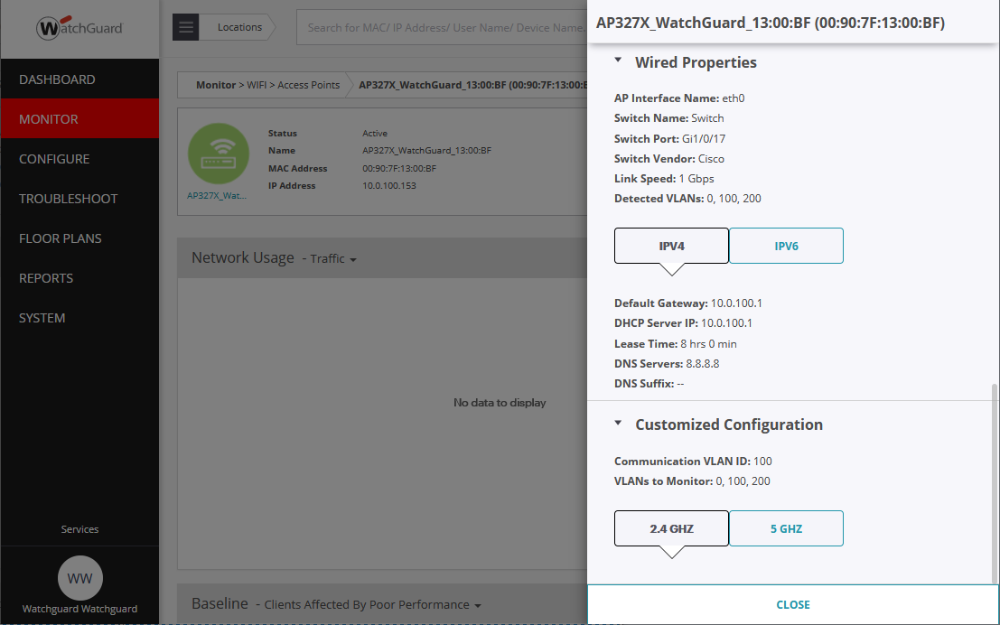 WatchGuard
Locations
Search for MAC/ IP Address/ User Name/ Device Name.
AP327X_WatchGuard_13:00:BF (00:90:7F:13:00:BF)
DASHBOARD
MONITOR
CONFIGURE
TROUBLESHOOT
FLOOR PLANS
REPORTS
SYSTEM
Services
WW
Watchguard Watchguard
Monitor > WIFI > Access Points
AP327X_WatchGuard_13:00:BF (00:90:7F:13:00:B
Status Active
Name AP327X_WatchGuard_13:00:BF
MAC Address 00:90:7F:13:00:BF
IP Address 10.0.100.153
AP327X_Wat...
Network Usage - Traffic
No data to display
Baseline - Clients Affected By Poor Performance
Wired Properties
AP Interface Name: eth0
Switch Name: Switch
Switch Port: Gi1/0/17
Switch Vendor: Cisco
Link Speed: 1 Gbps
Detected VLANs: 0, 100, 200
IPV4 IPV6
Default Gateway: 10.0.100.1
DHCP Server IP: 10.0.100.1
Lease Time: 8 hrs 0 min
DNS Servers: 8.8.8.8
DNS Suffix: --
Customized Configuration
Communication VLAN ID: 100
VLANs to Monitor: 0, 100, 200
2.4 GHZ 5 GHZ
CLOSE